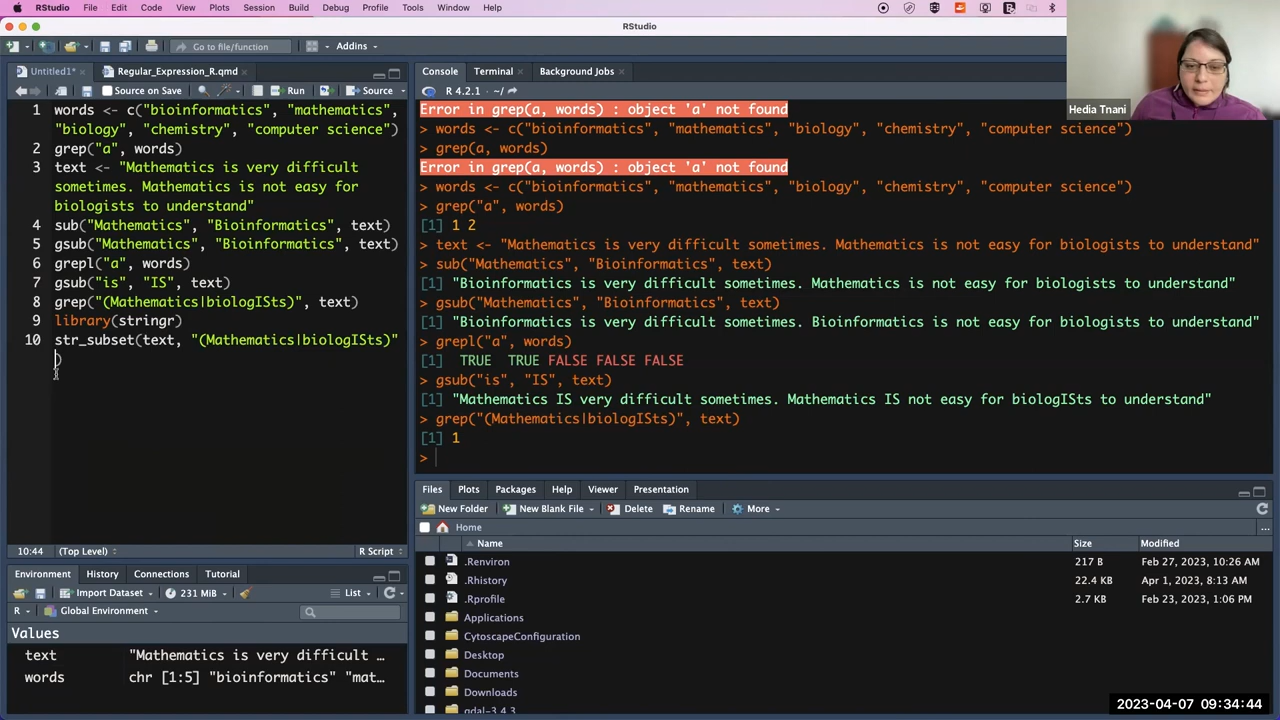 RStudio File Edit Code View Plots Session Build Debug Profile Tools Window Help
RStudio
Go to file/function Addins
Untitled1* Regular_Expression_R.qmd
Source on Save Run Source
1 words <- c("bioinformatics", "mathematics",
"biology", "chemistry", "computer science")
2 grep("a", words)
3 text <- "Mathematics is very difficult
sometimes. Mathematics is not easy for
biologists to understand"
4 sub("Mathematics", "Bioinformatics", text)
5 gsub("Mathematics", "Bioinformatics", text)
6 grepl("a", words)
7 gsub("is", "IS", text)
8 grep("(Mathematics|biologISts)", text)
9 library(stringr)
10 str_subset(text, "(Mathematics|biologISts)"
)
10:44 (Top Level) R Script
Console Terminal Background Jobs
R 4.2.1 · ~/
Error in grep(a, words) : object 'a' not found
> words <- c("bioinformatics", "mathematics", "biology", "chemistry", "computer science")
> grep(a, words)
Error in grep(a, words) : object 'a' not found
> words <- c("bioinformatics", "mathematics", "biology", "chemistry", "computer science")
> grep("a", words)
[1] 1 2
> text <- "Mathematics is very difficult sometimes. Mathematics is not easy for biologists to understand"
> sub("Mathematics", "Bioinformatics", text)
[1] "Bioinformatics is very difficult sometimes. Mathematics is not easy for biologists to understand"
> gsub("Mathematics", "Bioinformatics", text)
[1] "Bioinformatics is very difficult sometimes. Bioinformatics is not easy for biologists to understand"
> grepl("a", words)
[1] TRUE TRUE FALSE FALSE FALSE
> gsub("is", "IS", text)
[1] "Mathematics IS very difficult sometimes. Mathematics IS not easy for biologISts to understand"
> grep("(Mathematics|biologISts)", text)
[1] 1
>
Hedia Tnani
Environment History Connections Tutorial
Import Dataset 231 MiB List
R Global Environment
Values
text "Mathematics is very difficult …
words chr [1:5] "bioinformatics" "mat…
Files Plots Packages Help Viewer Presentation
New Folder New Blank File Delete Rename More
Home ...
Name Size Modified
.Renviron 217 B Feb 27, 2023, 10:26 AM
.Rhistory 22.4 KB Apr 1, 2023, 8:13 AM
.Rprofile 2.7 KB Feb 23, 2023, 1:06 PM
Applications
CytoscapeConfiguration
Desktop
Documents
Downloads
gdal-3.4.3
2023-04-07 09:34:44